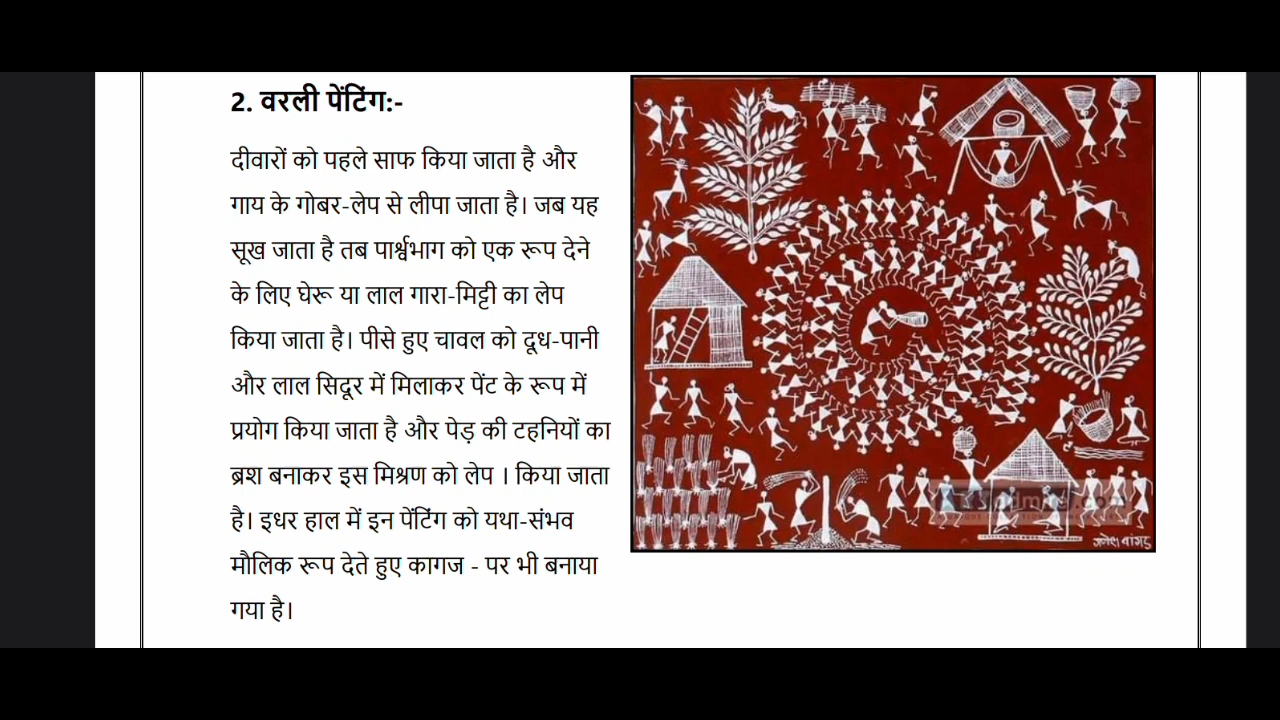 2. वरली पेंटिंग:-
दीवारों को पहले साफ किया जाता है और
गाय के गोबर-लेप से लीपा जाता है। जब यह
सूख जाता है तब पार्श्वभाग को एक रूप देने
के लिए घेरू या लाल गारा-मिट्टी का लेप
किया जाता है। पीसे हुए चावल को दूध-पानी
और लाल सिदूर में मिलाकर पेंट के रूप में
प्रयोग किया जाता है और पेड़ की टहनियों का
ब्रश बनाकर इस मिश्रण को लेप । किया जाता
है। इधर हाल में इन पेंटिंग को यथा-संभव
मौलिक रूप देते हुए कागज - पर भी बनाया
गया है।